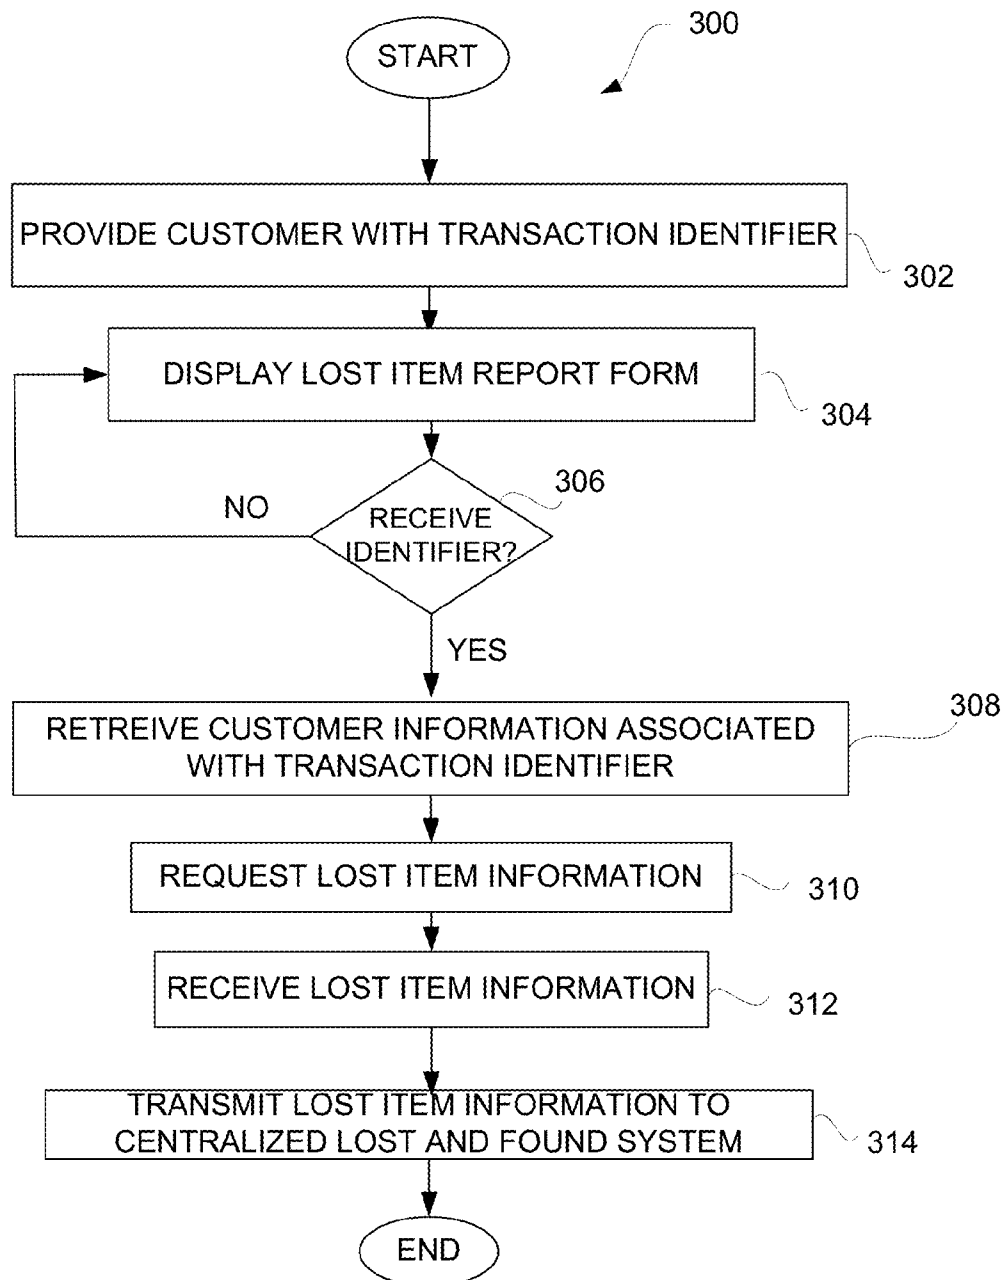 START
300
PROVIDE CUSTOMER WITH TRANSACTION IDENTIFIER
302
DISPLAY LOST ITEM REPORT FORM
304
306
NO
RECEIVE
IDENTIFIER?
YES
308
RETREIVE CUSTOMER INFORMATION ASSOCIATED
WITH TRANSACTION IDENTIFIER
REQUEST LOST ITEM INFORMATION
310
RECEIVE LOST ITEM INFORMATION
312
TRANSMIT LOST ITEM INFORMATION TO
CENTRALIZED LOST AND FOUND SYSTEM
314
END